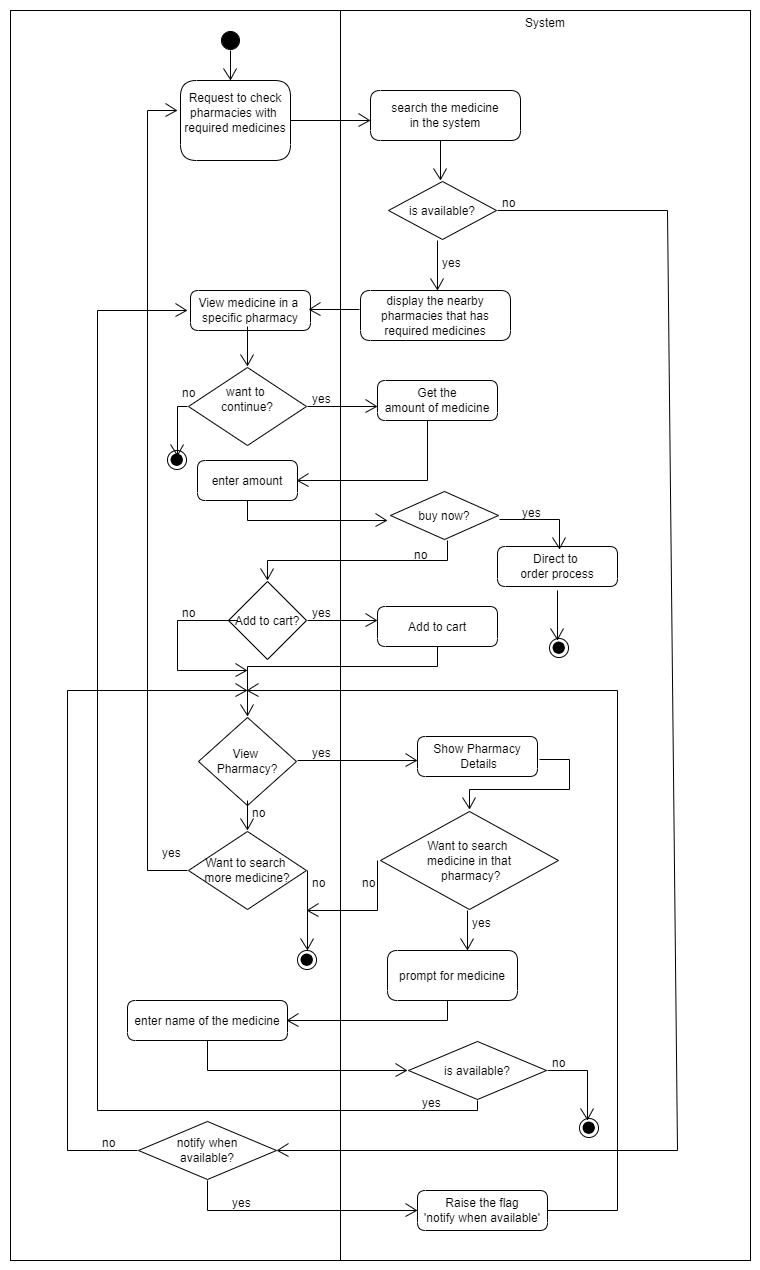 System
Request to check
pharmacies with
required medicines
search the medicine
in the system
is available?
no
yes
View medicine in a
specific pharmacy
display the nearby
pharmacies that has
required medicines
want to
continue?
no
yes
Get the
amount of medicine
enter amount
buy now?
yes
no
Direct to
order process
Add to cart?
no
yes
Add to cart
View
Pharmacy?
yes
no
Show Pharmacy
Details
Want to search
more medicine?
yes
no
Want to search
medicine in that
pharmacy?
no
yes
prompt for medicine
enter name of the medicine
is available?
no
yes
notify when
available?
no
yes
Raise the flag
'notify when available'